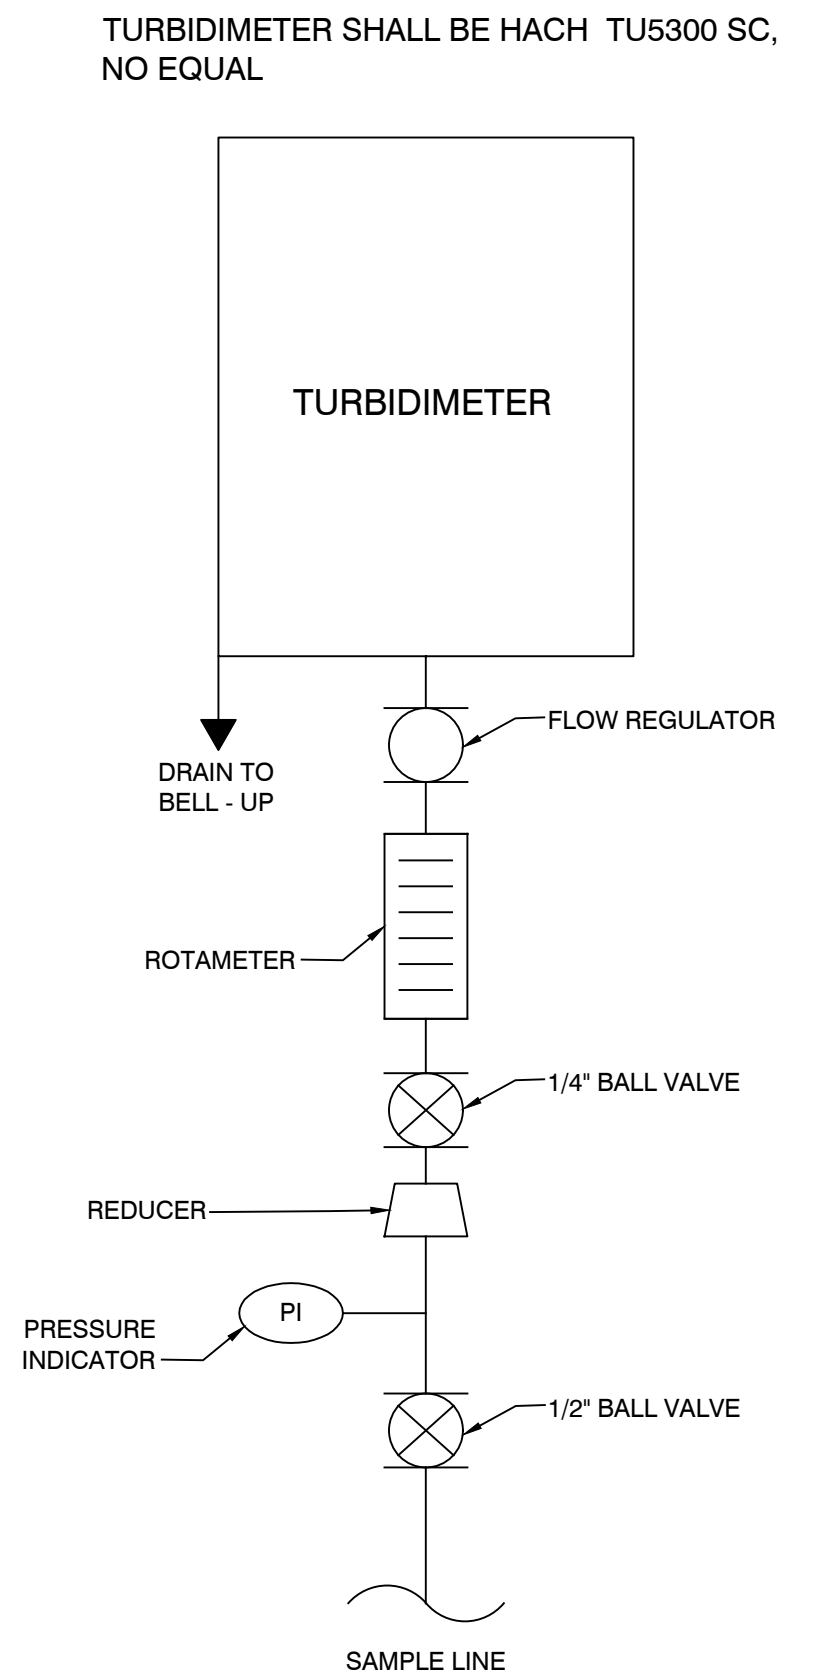 TURBIDIMETER SHALL BE HACH  TU5300 SC,
NO EQUAL
TURBIDIMETER
FLOW REGULATOR
DRAIN TO
BELL - UP
ROTAMETER
1/4" BALL VALVE
REDUCER
PI
PRESSURE
INDICATOR
1/2" BALL VALVE
SAMPLE LINE